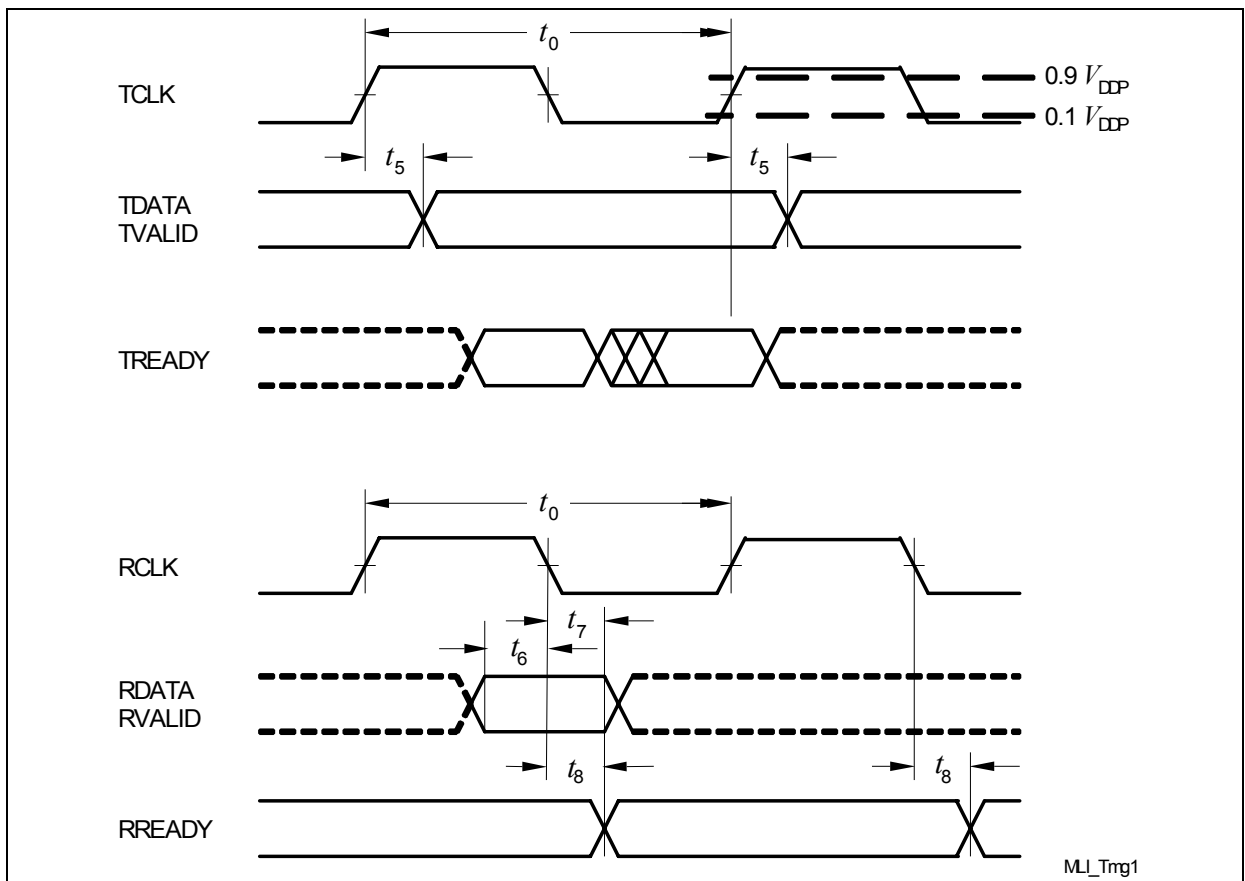 t0
TCLK
0.9 VDDP
0.1 VDDP
t5
t5
TDATA
TVALID
TREADY
t0
RCLK
t7
t6
RDATA
RVALID
t8
t8
RREADY
MLI_Tmg1